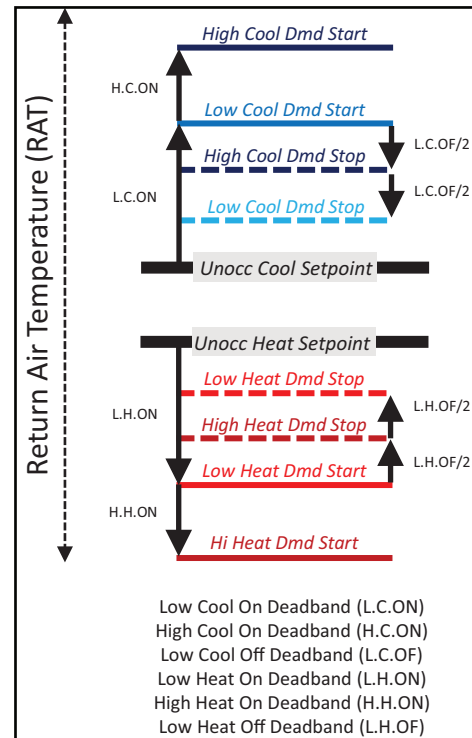 Return Air Temperature (RAT)
High Cool Dmd Start
H.C.ON
Low Cool Dmd Start
L.C.OF/2
High Cool Dmd Stop
L.C.ON
L.C.OF/2
Low Cool Dmd Stop
Unocc Cool Setpoint
Unocc Heat Setpoint
Low Heat Dmd Stop
L.H.OF/2
L.H.ON
High Heat Dmd Stop
L.H.OF/2
Low Heat Dmd Start
H.H.ON
Hi Heat Dmd Start
Low Cool On Deadband (L.C.ON)
High Cool On Deadband (H.C.ON)
Low Cool Off Deadband (L.C.OF)
Low Heat On Deadband (L.H.ON)
High Heat On Deadband (H.H.ON)
Low Heat Off Deadband (L.H.OF)